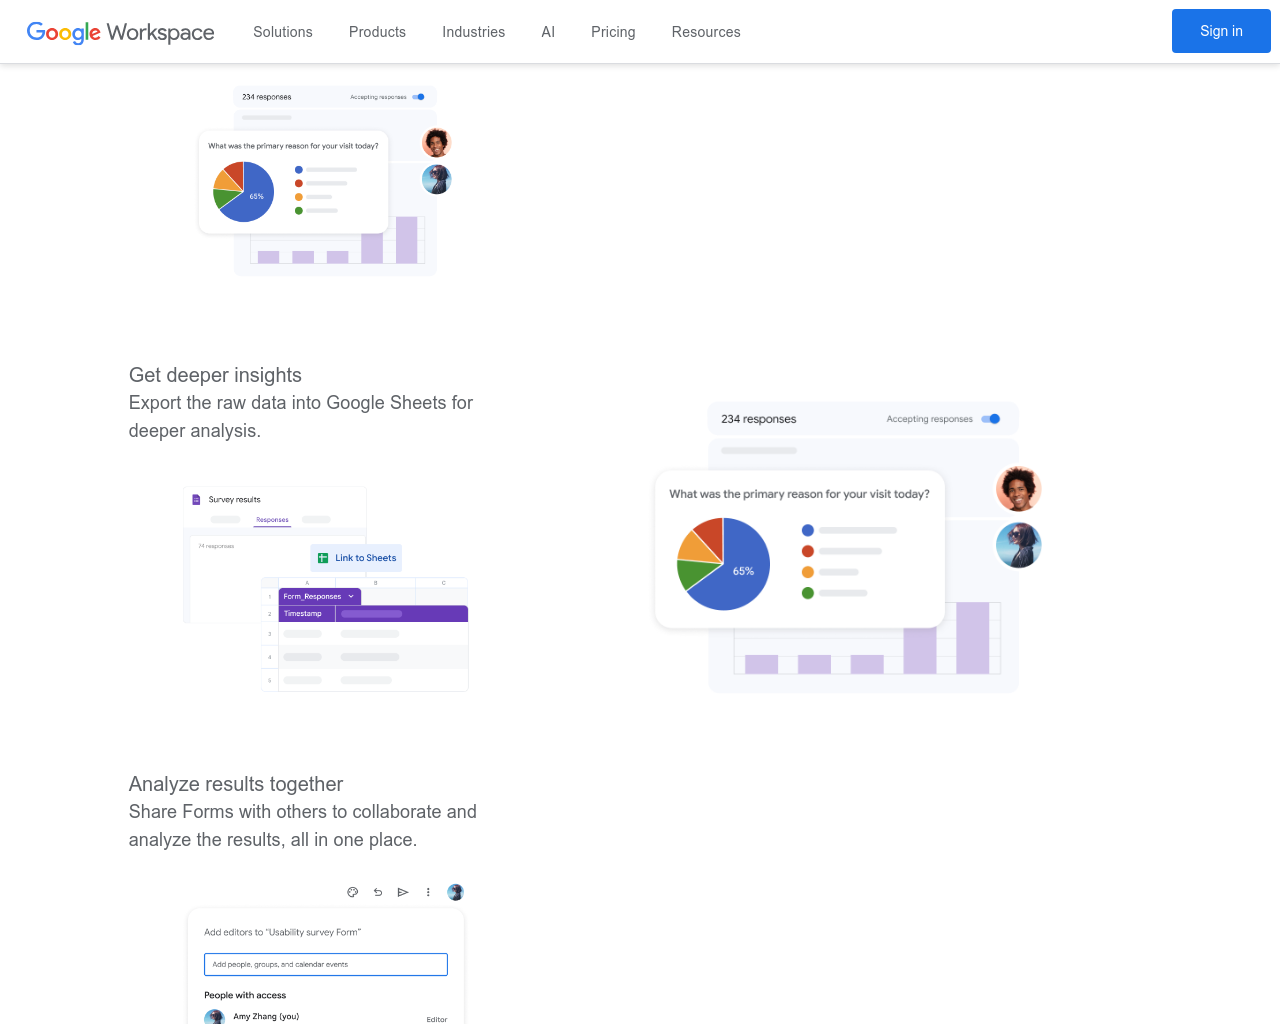 Google Workspace
Solutions
Products
Industries
AI
Pricing
Resources
Sign in
234 responses
Accepting responses
What was the primary reason for your visit today?
65%
Get deeper insights
Export the raw data into Google Sheets for
deeper analysis.
Survey results
Responses
74 responses
Link to Sheets
A
B
C
1
Form_Responses
2
Timestamp
3
4
5
234 responses
Accepting responses
What was the primary reason for your visit today?
65%
Analyze results together
Share Forms with others to collaborate and
analyze the results, all in one place.
Add editors to “Usability survey Form”
Add people, groups, and calendar events
People with access
Amy Zhang (you)
Editor